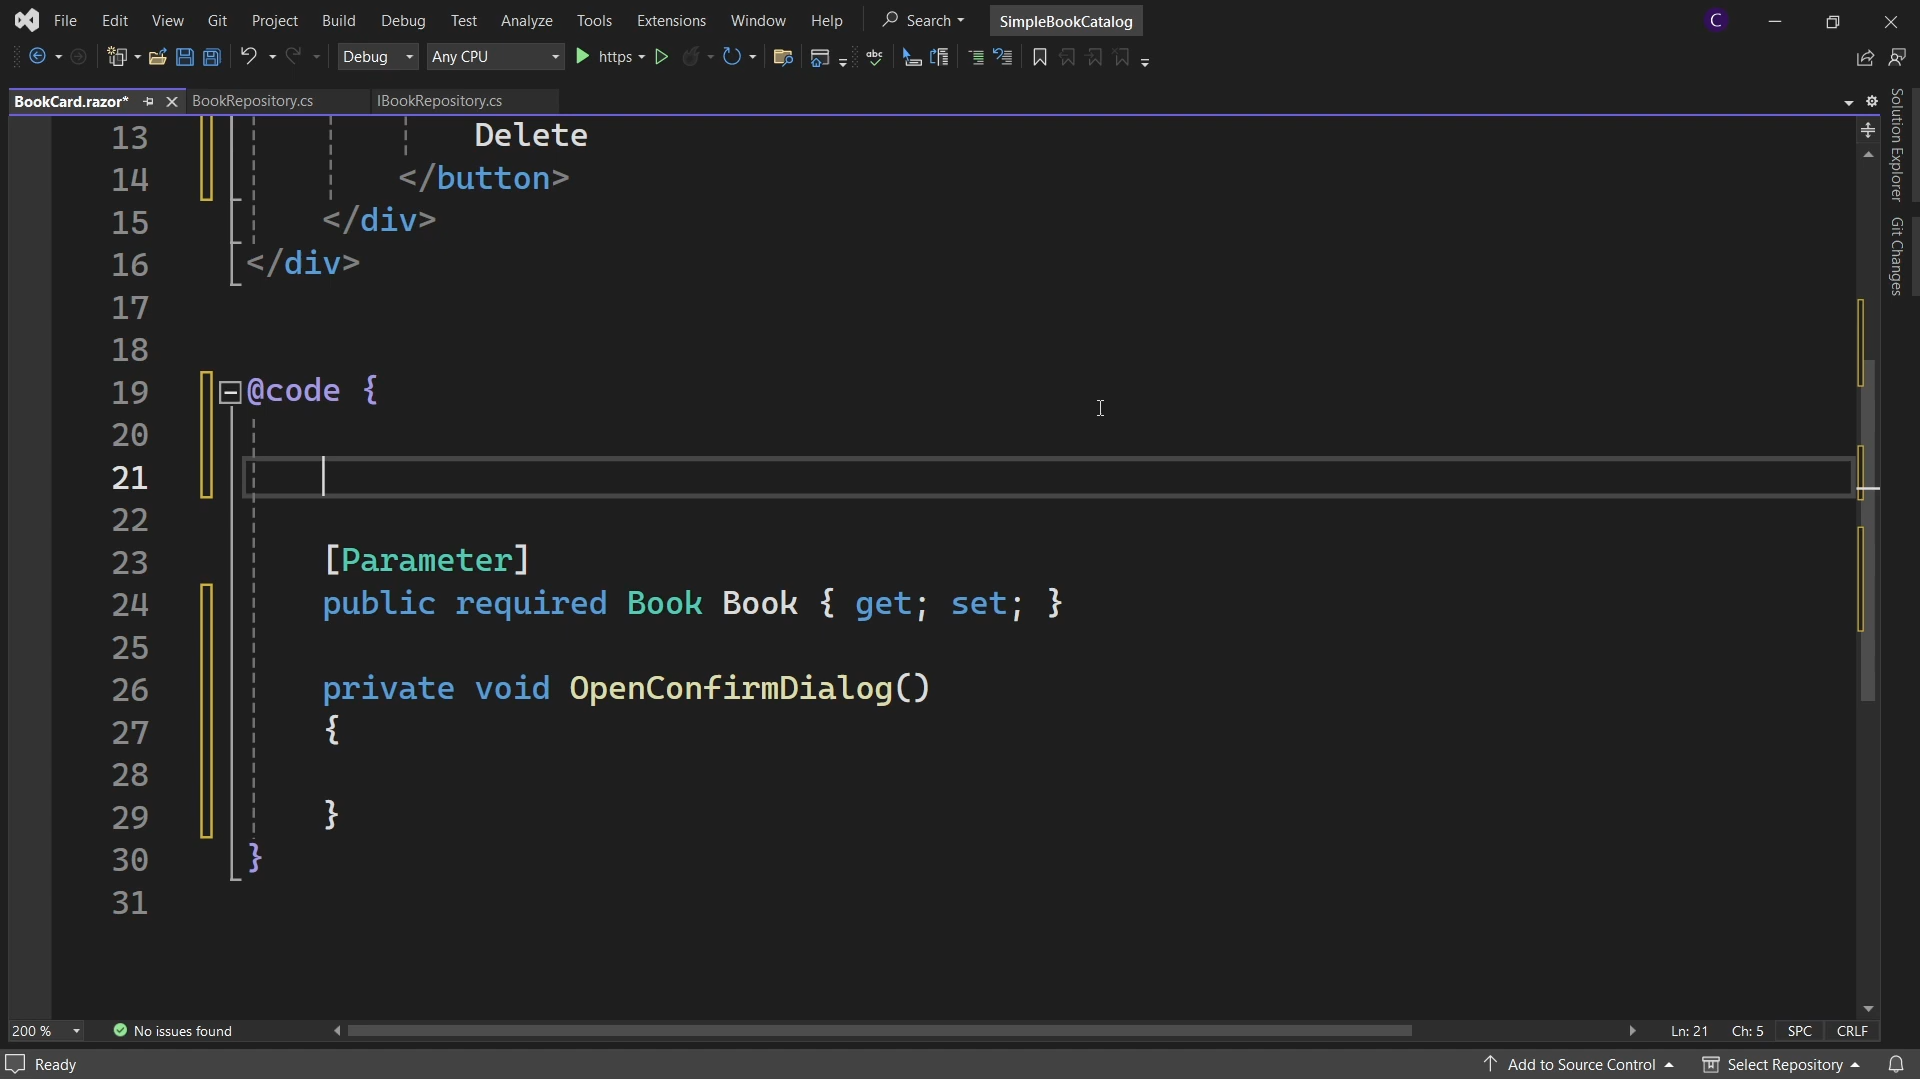 File Edit View Git Project Build Debug Test Analyze Tools Extensions Window Help Search SimpleBookCatalog C
Debug Any CPU https abc
BookCard.razor* BookRepository.cs IBookRepository.cs
Solution Explorer
Git Changes
13 Delete
14 </button>
15 </div>
16 </div>
17
18
19 @code {
20
21
22
23 [Parameter]
24 public required Book Book { get; set; }
25
26 private void OpenConfirmDialog()
27 {
28
29 }
30 }
31
200 % No issues found Ln: 21 Ch: 5 SPC CRLF
Ready Add to Source Control Select Repository